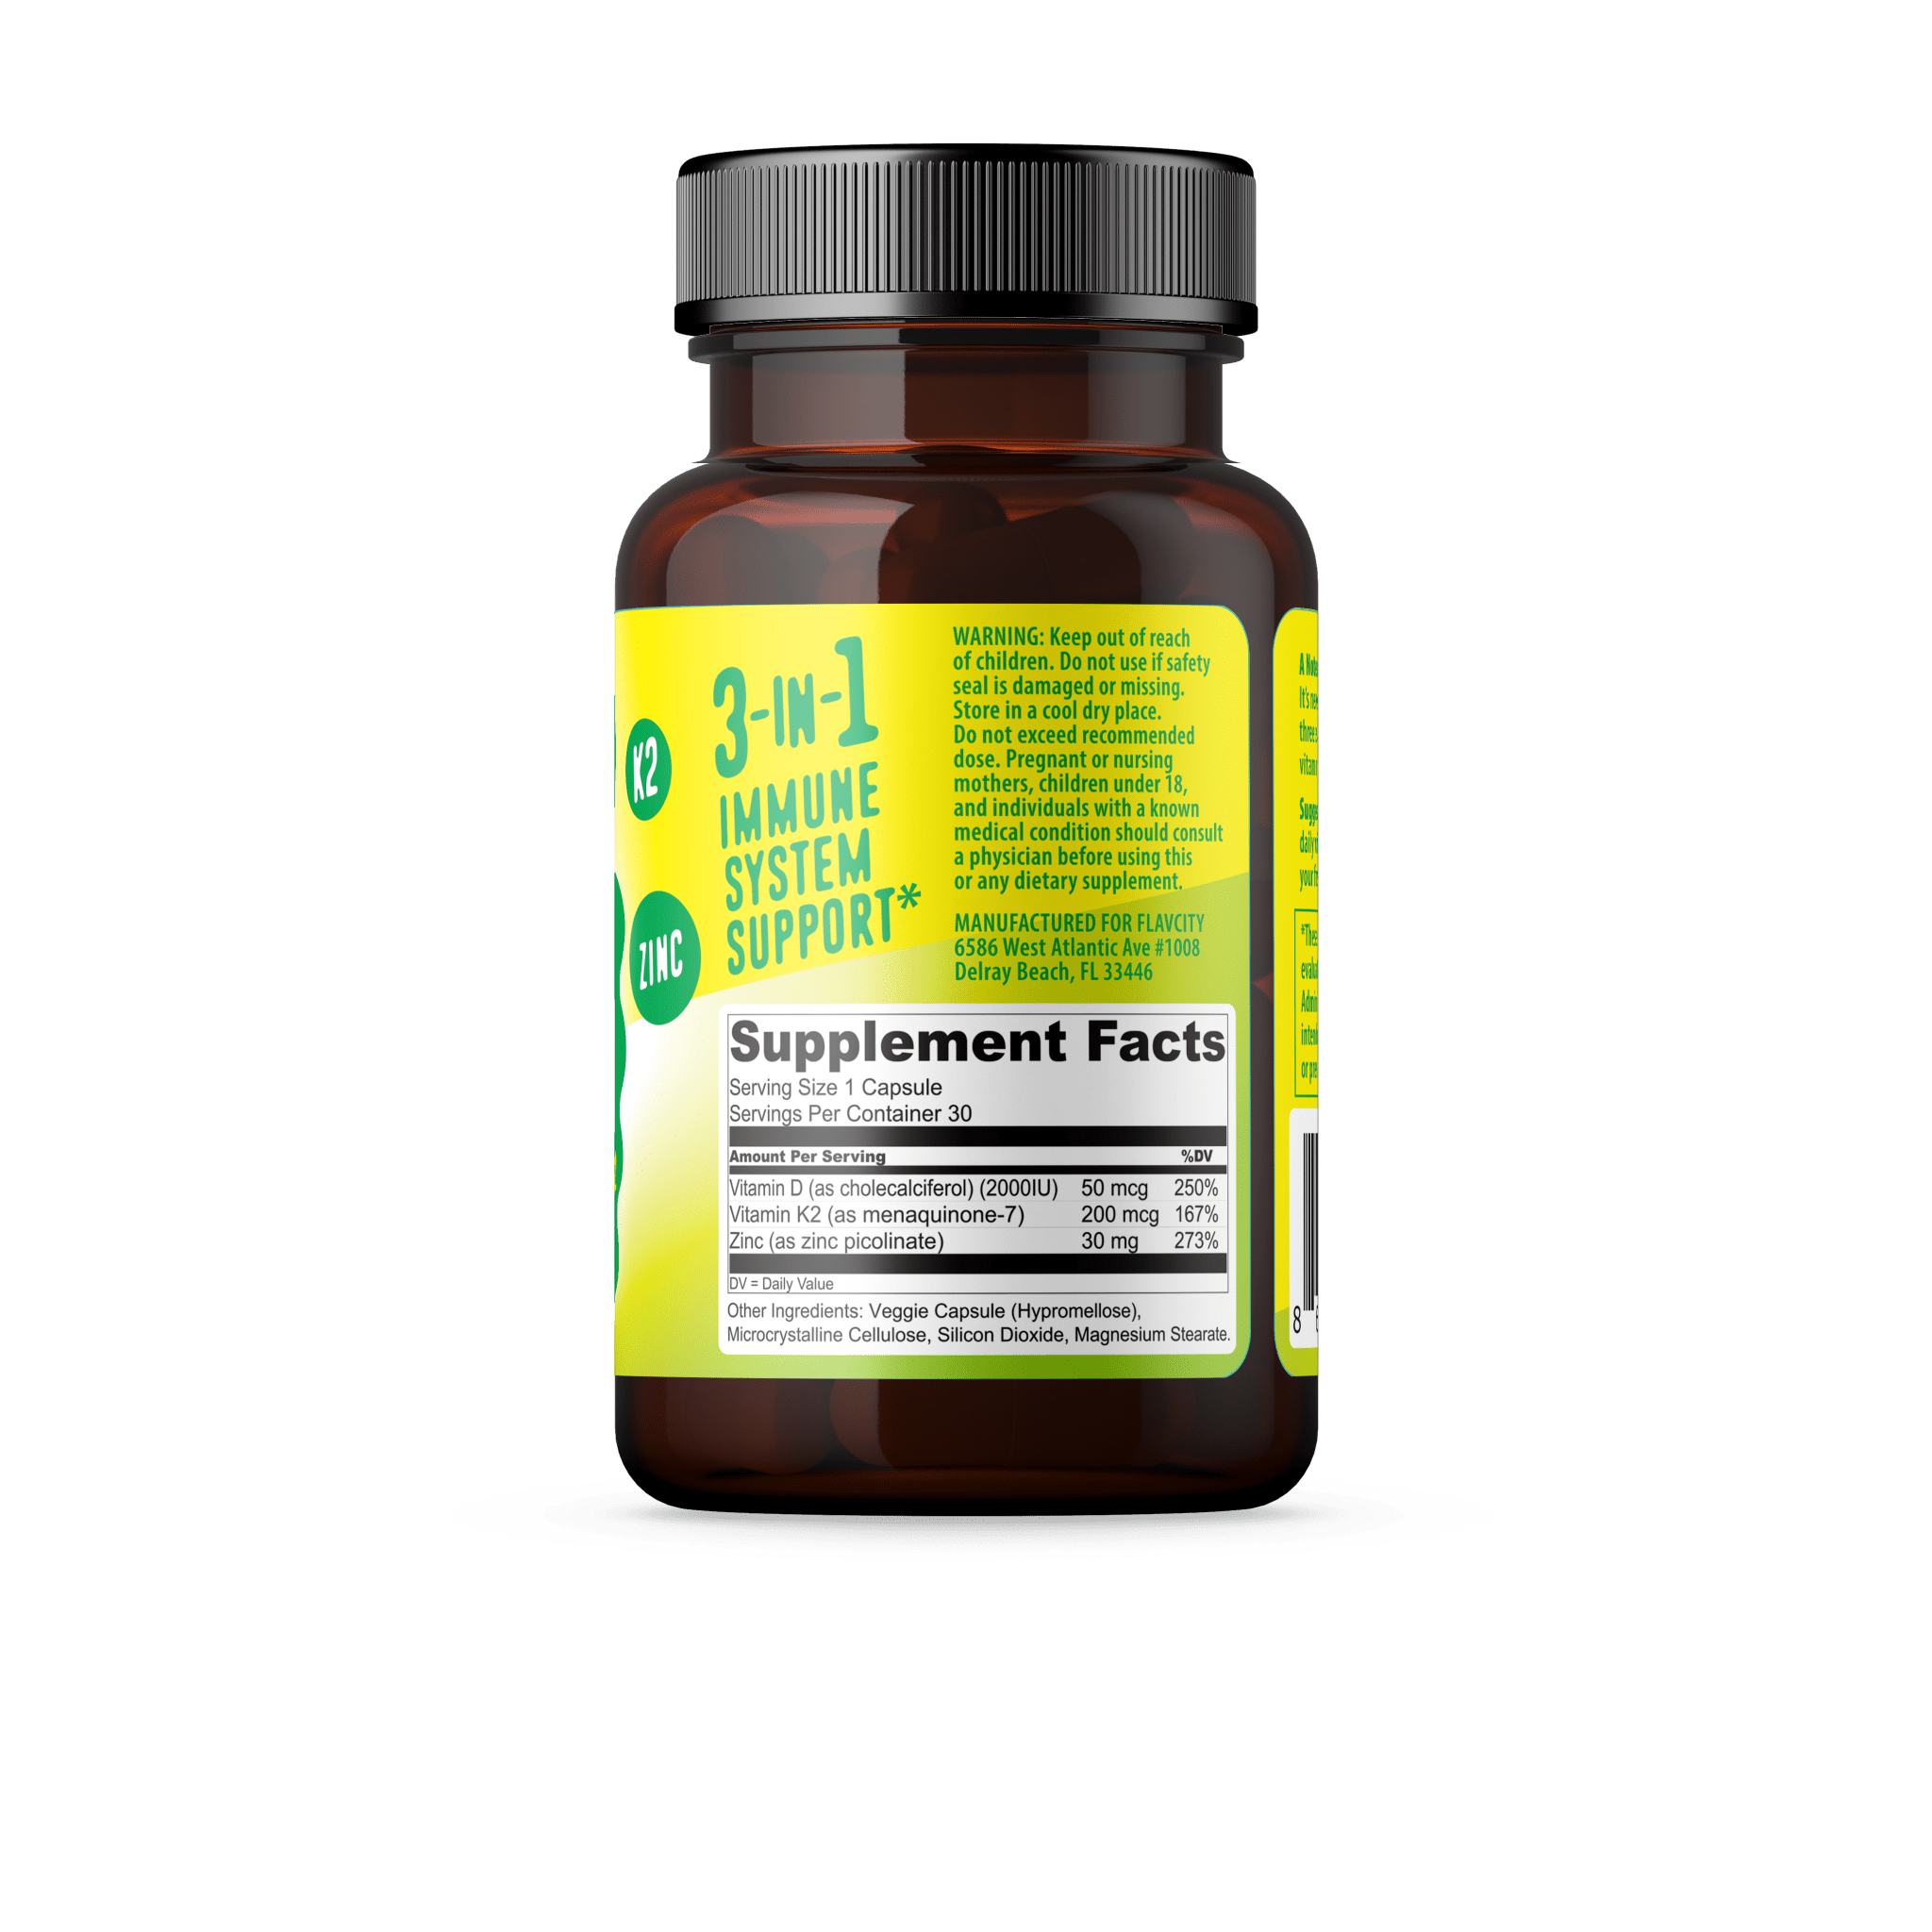 K2
ZINC
3-IN-1
IMMUNE
SYSTEM
SUPPORT*
WARNING: Keep out of reach
of children. Do not use if safety
seal is damaged or missing.
Store in a cool dry place.
Do not exceed recommended
dose. Pregnant or nursing
mothers, children under 18,
and individuals with a known
medical condition should consult
a physician before using this
or any dietary supplement.
MANUFACTURED FOR FLAVCITY
6586 West Atlantic Ave #1008
Delray Beach, FL 33446
Supplement Facts
Serving Size 1 Capsule
Servings Per Container 30
Amount Per Serving %DV
Vitamin D (as cholecalciferol) (2000IU) 50 mcg 250%
Vitamin K2 (as menaquinone-7) 200 mcg 167%
Zinc (as zinc picolinate) 30 mg 273%
DV = Daily Value
Other Ingredients: Veggie Capsule (Hypromellose),
Microcrystalline Cellulose, Silicon Dioxide, Magnesium Stearate.
A
It's
three
8